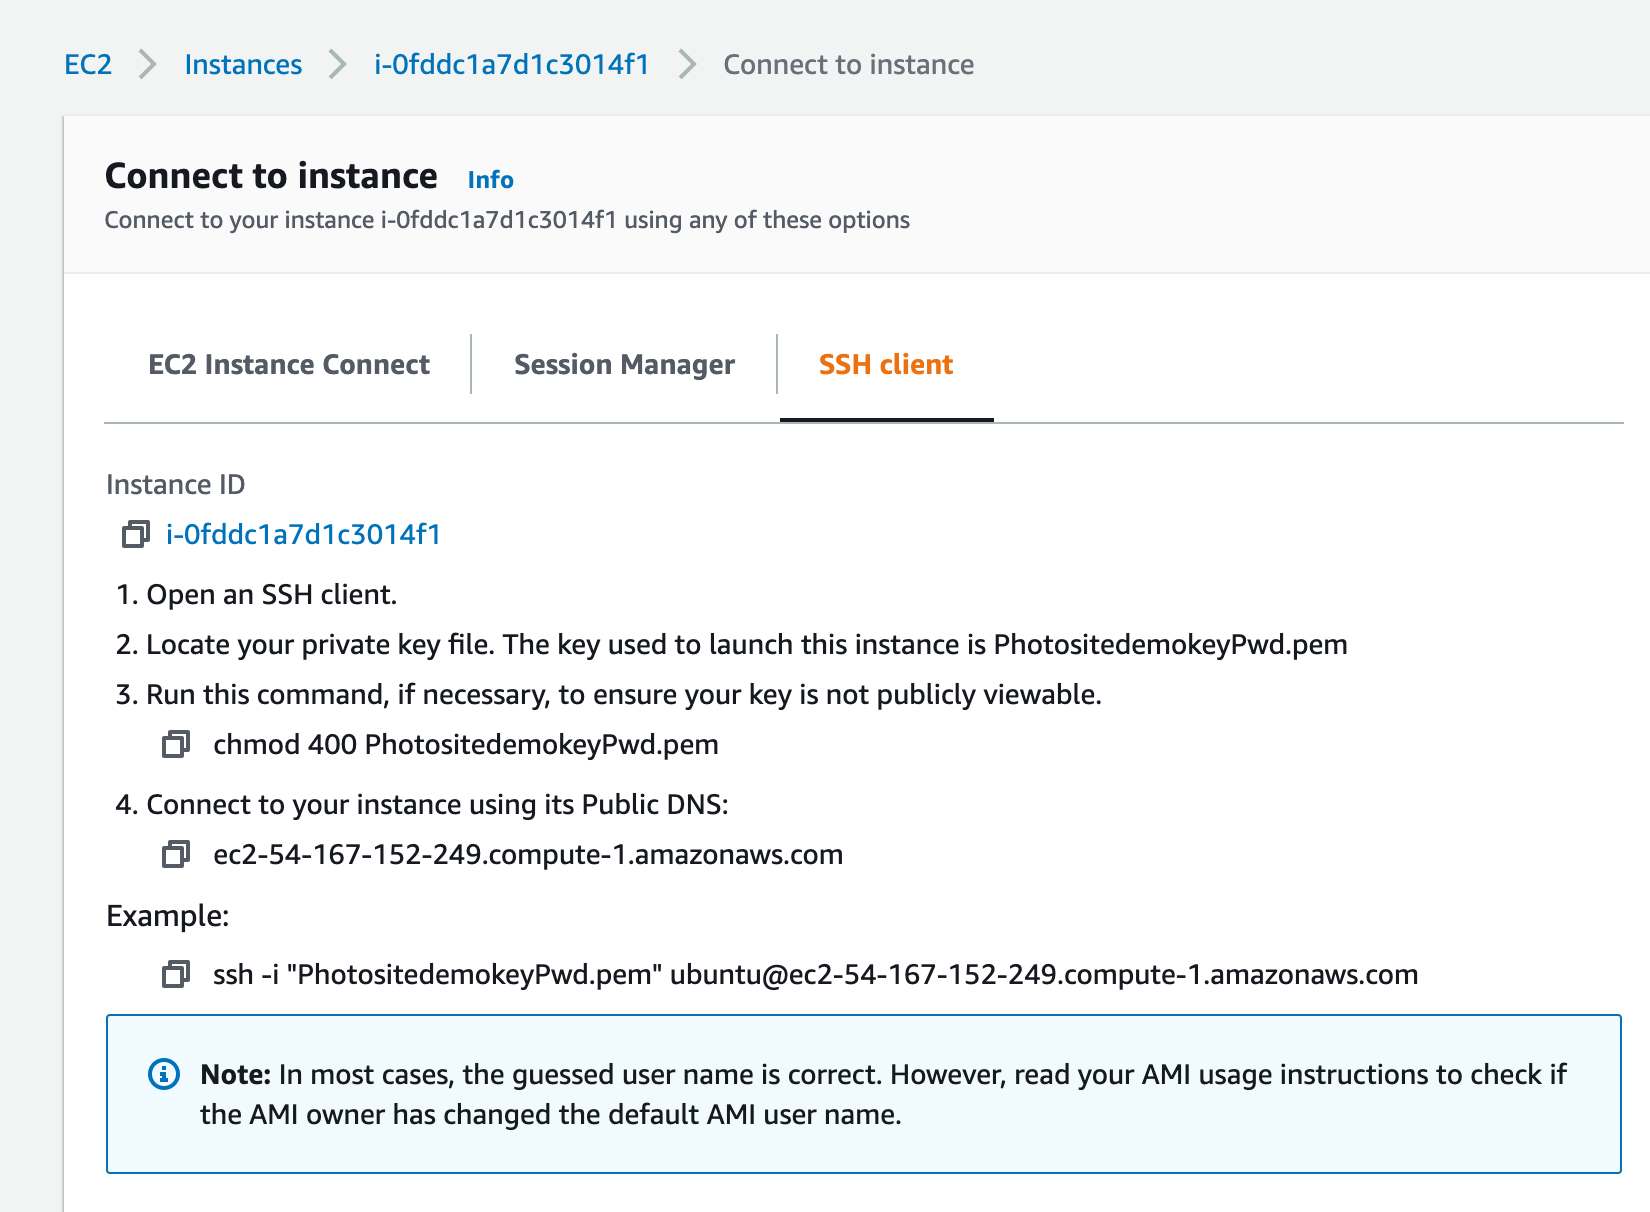 EC2 Instances i-0fddc1a7d1c3014f1 Connect to instance
Connect to instance Info
Connect to your instance i-0fddc1a7d1c3014f1 using any of these options
EC2 Instance Connect Session Manager SSH client
Instance ID
i-0fddc1a7d1c3014f1
1. Open an SSH client.
2. Locate your private key file. The key used to launch this instance is PhotositedemokeyPwd.pem
3. Run this command, if necessary, to ensure your key is not publicly viewable.
chmod 400 PhotositedemokeyPwd.pem
4. Connect to your instance using its Public DNS:
ec2-54-167-152-249.compute-1.amazonaws.com
Example:
ssh -i "PhotositedemokeyPwd.pem" ubuntu@ec2-54-167-152-249.compute-1.amazonaws.com
Note: In most cases, the guessed user name is correct. However, read your AMI usage instructions to check if
the AMI owner has changed the default AMI user name.